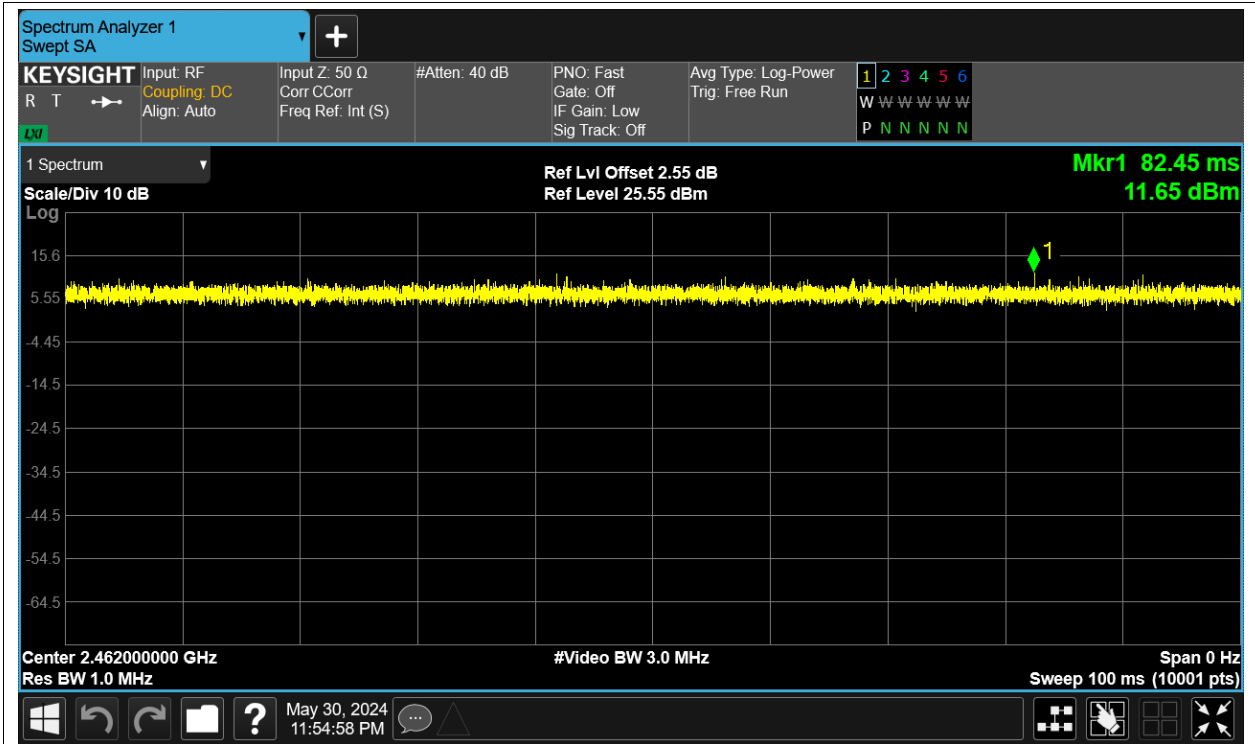 Spectrum Analyzer 1
Swept SA
KEYSIGHT
R T
LXI
Input: RF
Coupling: DC
Align: Auto
Input Z: 50 Ω
Corr CCorr
Freq Ref: Int (S)
#Atten: 40 dB
PNO: Fast
Gate: Off
IF Gain: Low
Sig Track: Off
Avg Type: Log-Power
Trig: Free Run
1 2 3 4 5 6
W W W W W W
P N N N N N
1 Spectrum
Scale/Div 10 dB
Log
Ref Lvl Offset 2.55 dB
Ref Level 25.55 dBm
Mkr1 82.45 ms
11.65 dBm
1
15.6
5.55
-4.45
-14.5
-24.5
-34.5
-44.5
-54.5
-64.5
Center 2.462000000 GHz
Res BW 1.0 MHz
#Video BW 3.0 MHz
Span 0 Hz
Sweep 100 ms (10001 pts)
?
May 30, 2024
11:54:58 PM